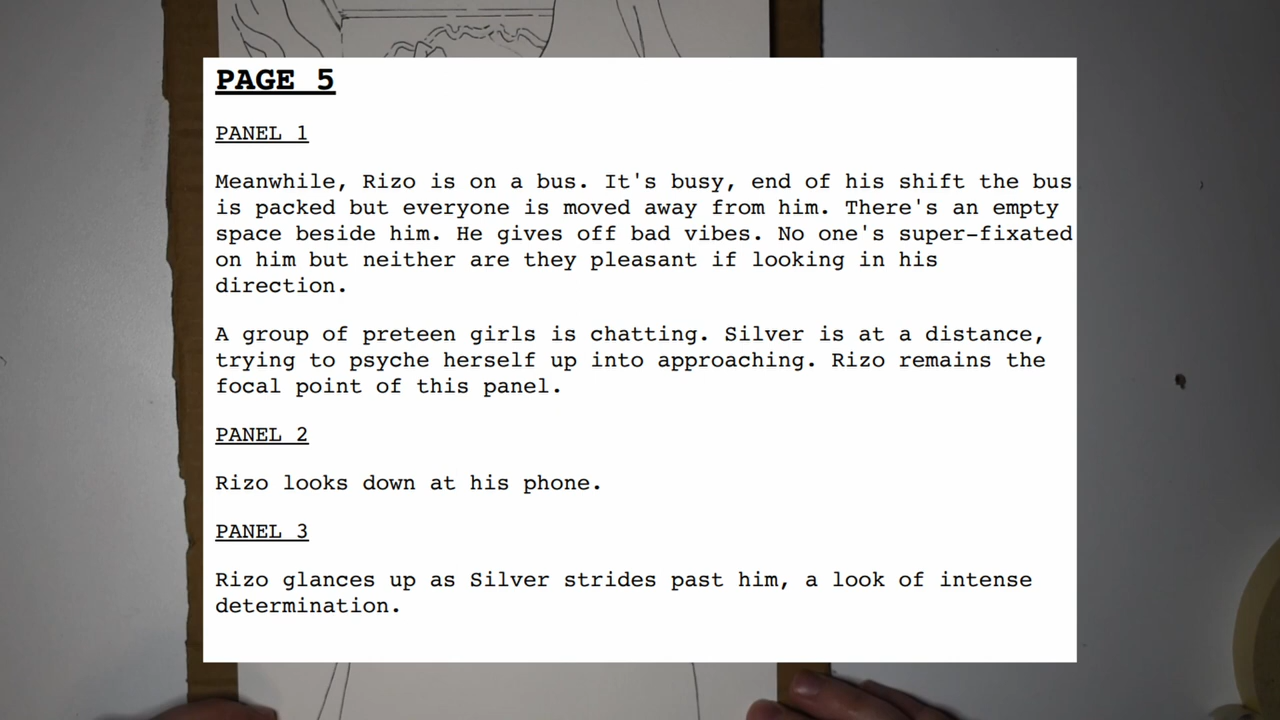 PAGE 5
PANEL 1
Meanwhile, Rizo is on a bus. It's busy, end of his shift the bus
is packed but everyone is moved away from him. There's an empty
space beside him. He gives off bad vibes. No one's super-fixated
on him but neither are they pleasant if looking in his
direction.
A group of preteen girls is chatting. Silver is at a distance,
trying to psyche herself up into approaching. Rizo remains the
focal point of this panel.
PANEL 2
Rizo looks down at his phone.
PANEL 3
Rizo glances up as Silver strides past him, a look of intense
determination.